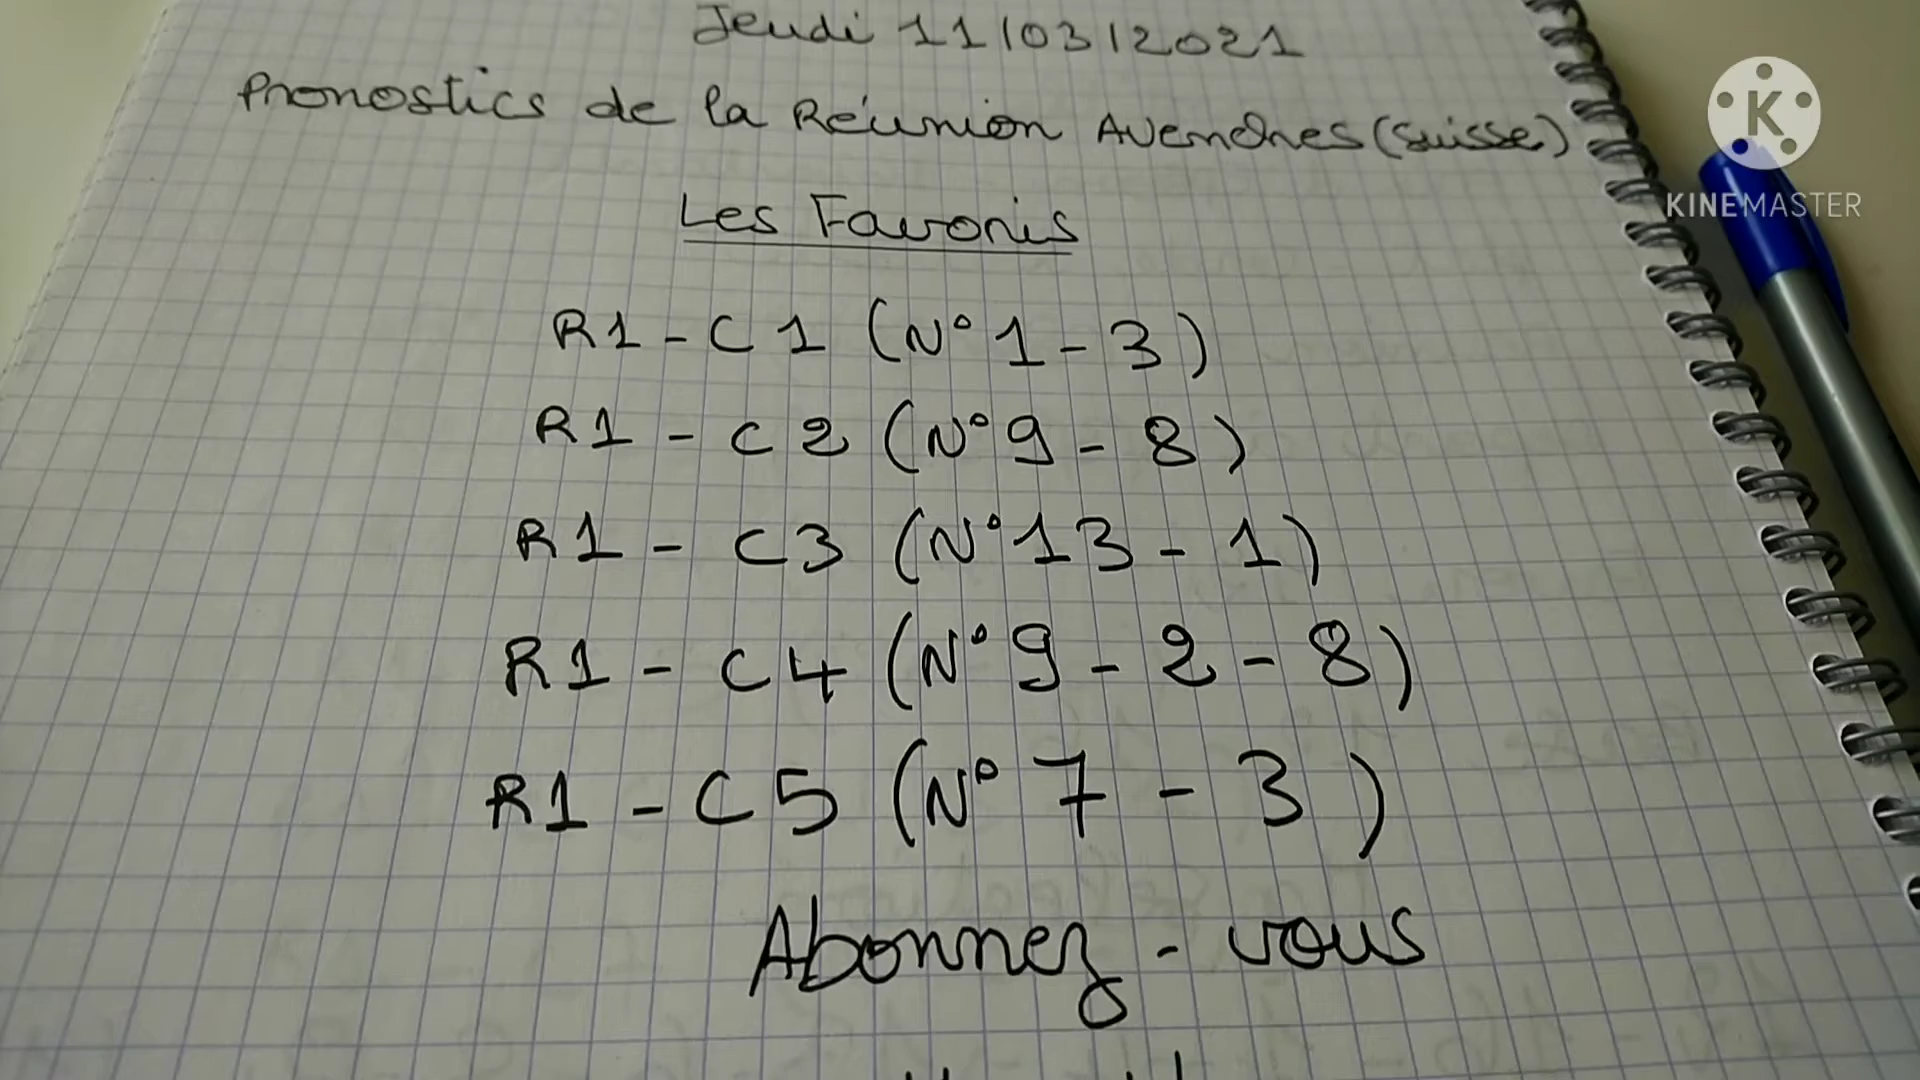 Jeudi 11/03/2021
Pronostics de la Réunion Avenches (suisse)
K
KINEMASTER
Les Favoris
R1 - C1 (N° 1 - 3)
R1 - C2 (N° 9 - 8)
R1 - C3 (N° 13 - 1)
R1 - C4 (N° 9 - 2 - 8)
R1 - C5 (N° 7 - 3)
Abonnez - vous